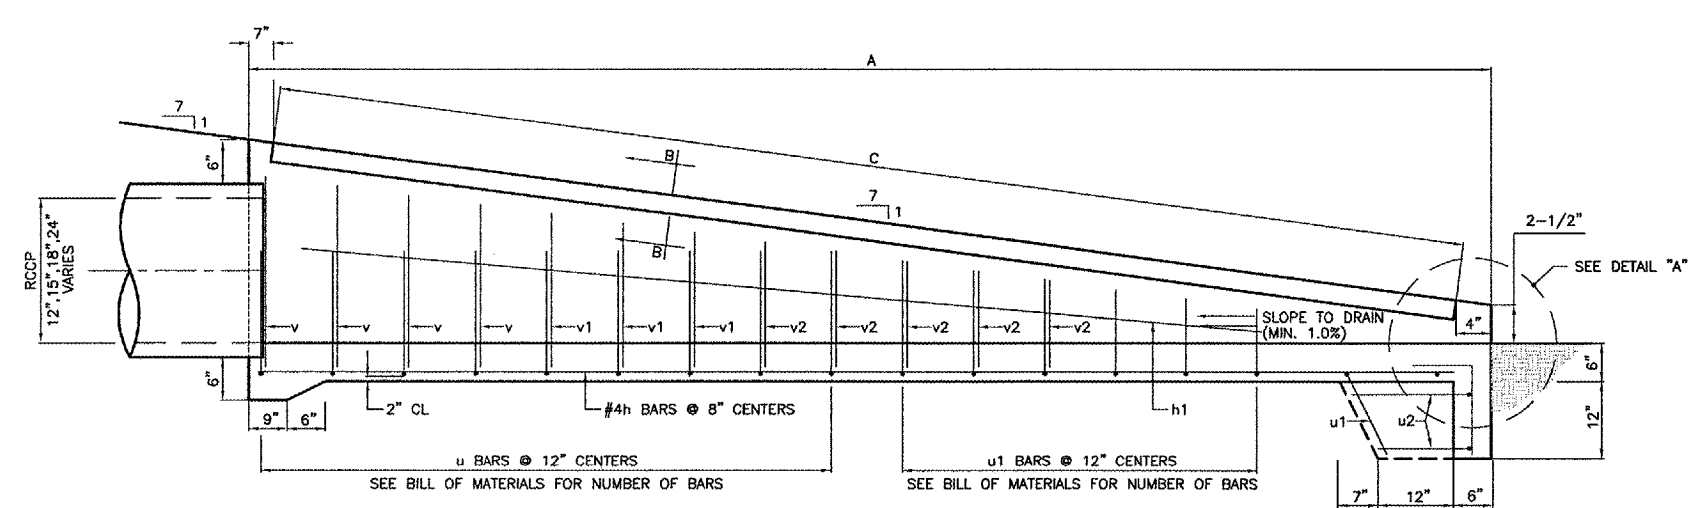 7"
A
7
1
C
B
6"
7
1
2-1/2"
B
SEE DETAIL "A"
RCCP
12",15",18",24"
VARIES
v
v
v
v
v1
v1
v1
v2
v2
v2
v2
v2
SLOPE TO DRAIN
(MIN. 1.0%)
4"
6"
6"
2" CL
#4h BARS @ 8" CENTERS
h1
u1
u2
12"
9"
6"
u BARS @ 12" CENTERS
SEE BILL OF MATERIALS FOR NUMBER OF BARS
u1 BARS @ 12" CENTERS
SEE BILL OF MATERIALS FOR NUMBER OF BARS
7"
12"
6"